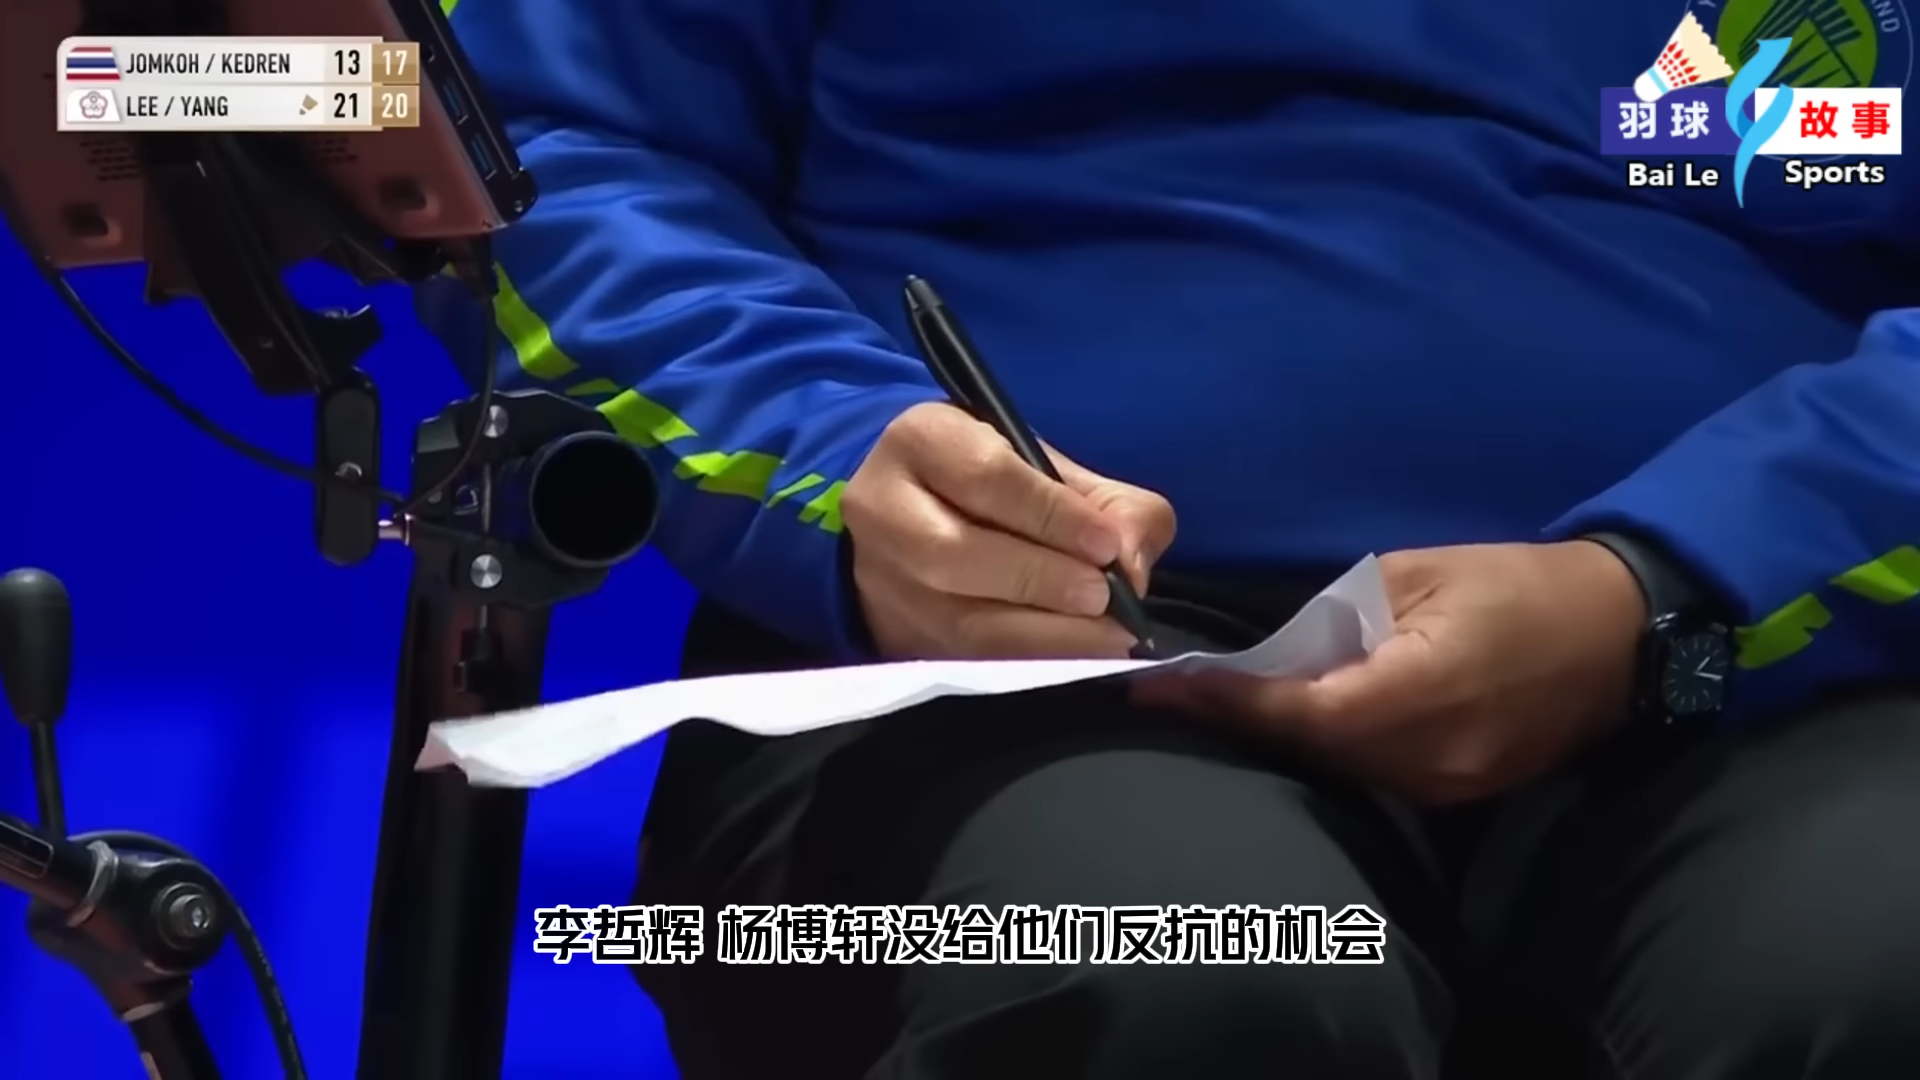 JOMKOH / KEDREN 13 17
LEE / YANG 21 20
AND
羽球故事
Bai Le Sports
李哲辉 杨博轩没给他们反抗的机会